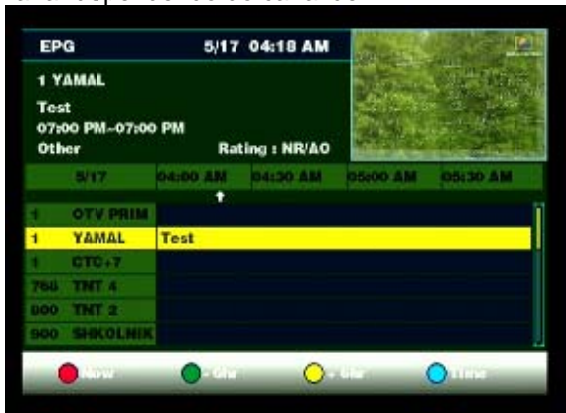 EPG 5/17 04:18 AM
1 YAMAL
Test
07:00 PM~07:00 PM
Other Rating : NR/AO
5/17 04:00 AM 04:30 AM 05:00 AM 05:30 AM
1 OTV PRIM
1 YAMAL Test
1 CTC+7
TNT 4
800 TNT 2
900 SHKOLNIK
Now Time